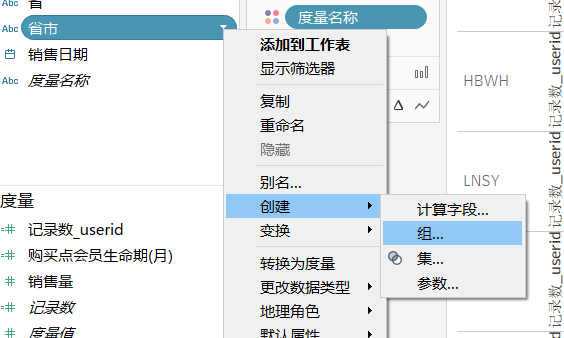 Abc 省
Abc 省市
销售日期
Abc 度量名称
度量
记录数_userid
购买点会员生命期(月)
销售量
记录数
度量值
度量名称
添加到工作表
显示筛选器
复制
重命名
隐藏
别名...
创建
变换
转换为度量
更改数据类型
地理角色
默认属性
计算字段...
组...
集...
参数...
HBWH
LNSY
记录数_userid
记录数_userid
记录数_userid